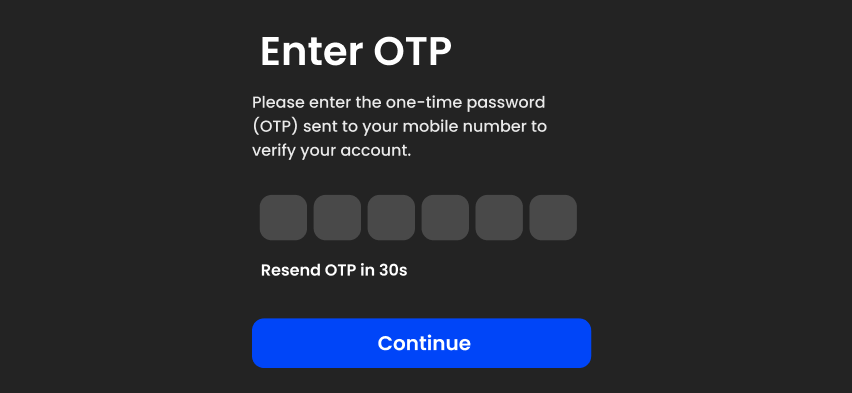 Enter OTP
Please enter the one-time password
(OTP) sent to your mobile number to
verify your account.
Resend OTP in 30s
Continue